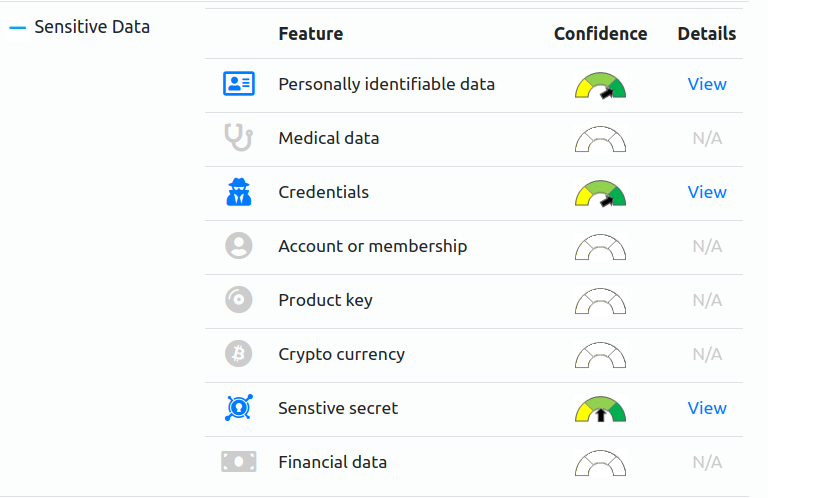 Sensitive Data
Feature Confidence Details
Personally identifiable data View
Medical data N/A
Credentials View
Account or membership N/A
Product key N/A
Crypto currency N/A
Senstive secret View
Financial data N/A